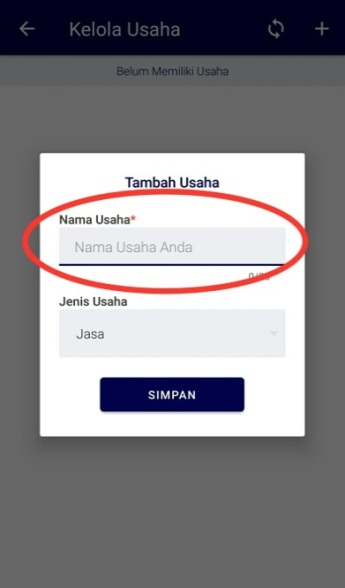 Kelola Usaha
Belum Memiliki Usaha
Tambah Usaha
Nama Usaha*
Nama Usaha Anda
Jenis Usaha
Jasa
SIMPAN